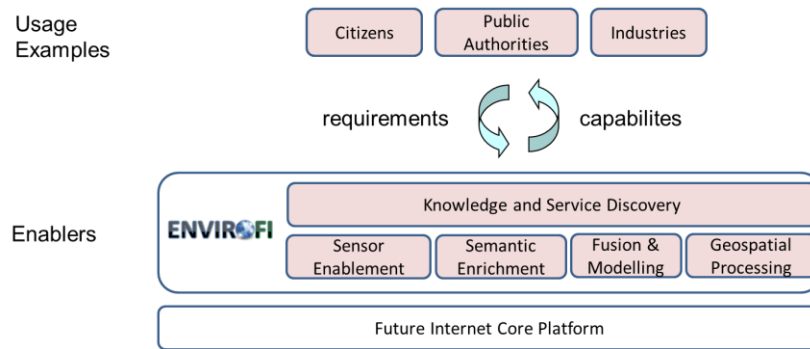 Usage
Examples
Citizens
Public
Authorities
Industries
requirements
capabilites
Enablers
ENVIROFI
Knowledge and Service Discovery
Sensor
Enablement
Semantic
Enrichment
Fusion &
Modelling
Geospatial
Processing
Future Internet Core Platform